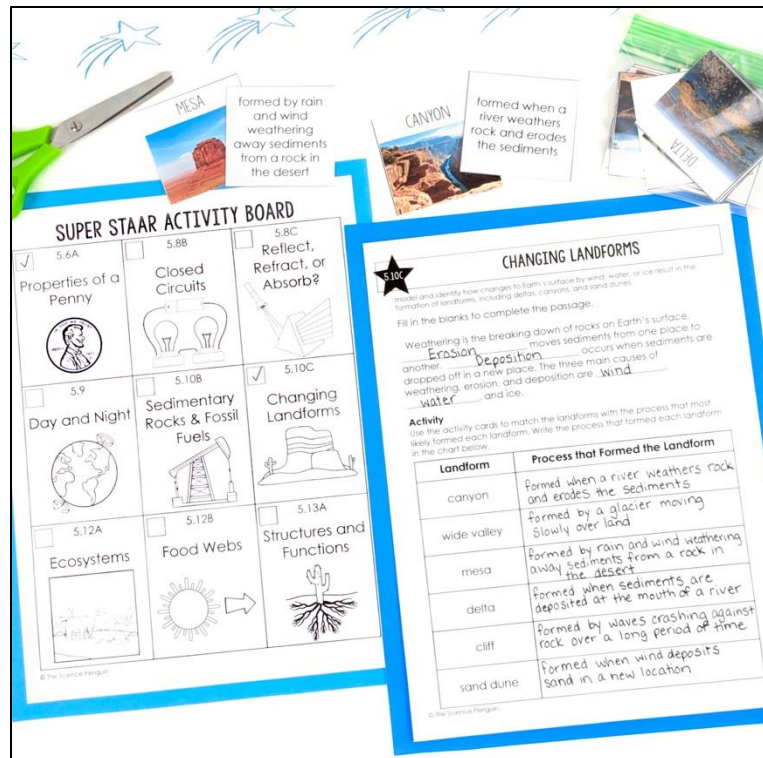 MESA
formed by rain
and wind
weathering
away sediments
from a rock in
the desert
CANYON
formed when a
river weathers
rock and erodes
the sediments
DELTA
SUPER STAAR ACTIVITY BOARD
5.6A
Properties of a
Penny
5.8B
Closed
Circuits
5.8C
Reflect,
Refract, or
Absorb?
5.9
Day and Night
5.10B
Sedimentary
Rocks & Fossil
Fuels
5.10C
Changing
Landforms
5.12A
Ecosystems
5.12B
Food Webs
5.13A
Structures and
Functions
© The Science Penguin
5.10C
CHANGING LANDFORMS
model and identify how changes to Earth's surface by wind, water, or ice result in the
formation of landforms, including deltas, canyons, and sand dunes.
Fill in the blanks to complete the passage.
Weathering is the breaking down of rocks on Earth's surface.
Erosion moves sediments from one place to
another. Deposition occurs when sediments are
dropped off in a new place. The three main causes of
weathering, erosion, and deposition are wind,
water, and ice.
Activity
Use the activity cards to match the landforms with the process that most
likely formed each landform. Write the process that formed each landform
in the chart below.
Landform
Process that Formed the Landform
canyon
formed when a river weathers rock
and erodes the sediments
wide valley
formed by a glacier moving
slowly over land
mesa
formed by rain and wind weathering
away sediments from a rock in
the desert
delta
formed when sediments are
deposited at the mouth of a river
cliff
formed by waves crashing against
rock over a long period of time
sand dune
formed when wind deposits
sand in a new location
© The Science Penguin